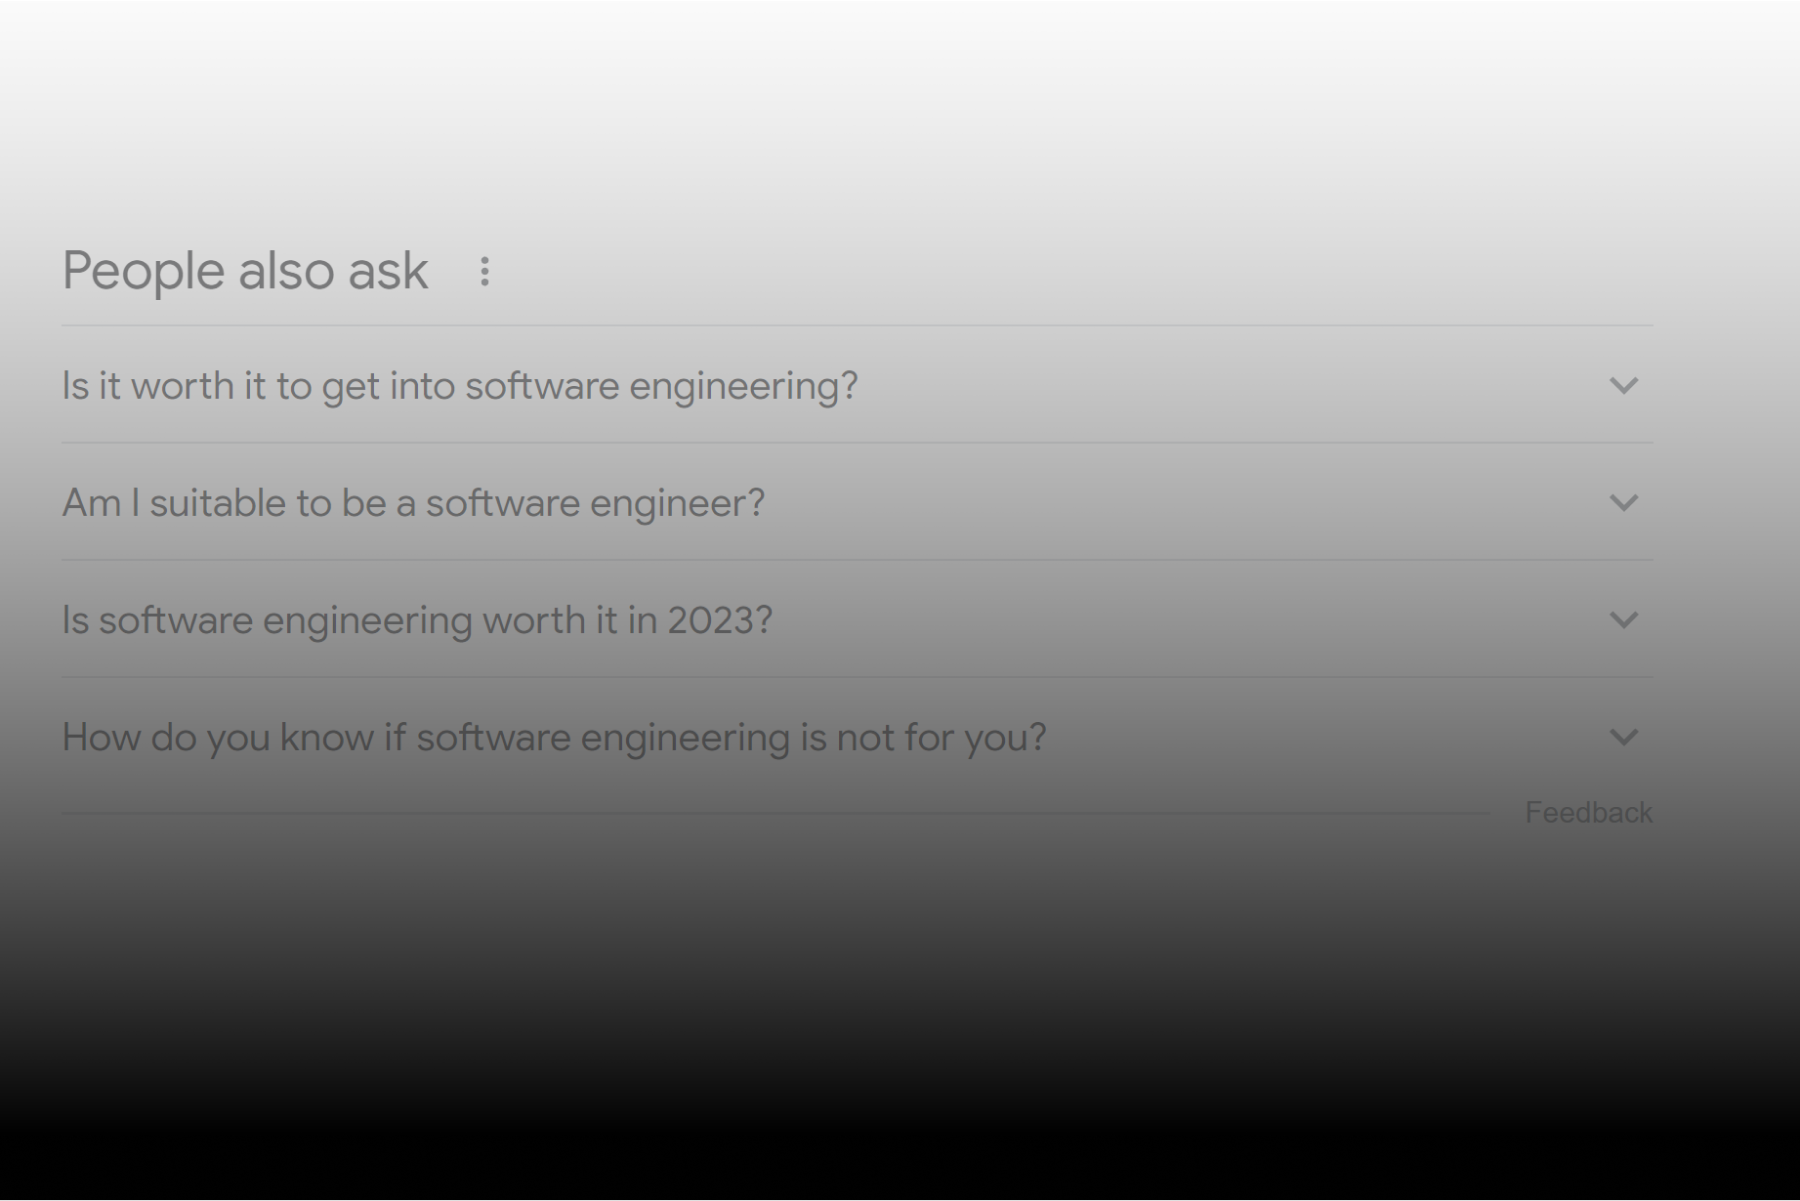 People also ask
Is it worth it to get into software engineering?
Am I suitable to be a software engineer?
Is software engineering worth it in 2023?
How do you know if software engineering is not for you?
Feedback